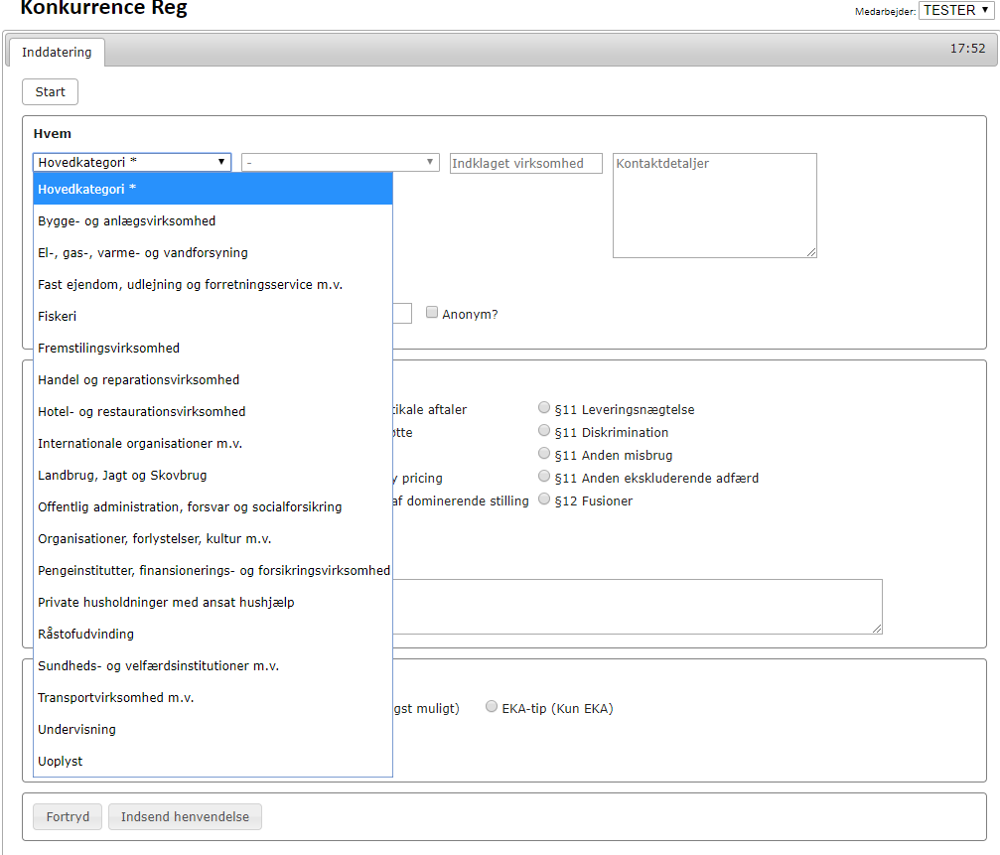 Konkurrence Reg
Medarbejder: TESTER
Inddatering
17:52
Start
Hvem
Hovedkategori *
-
Indklaget virksomhed
Kontaktdetaljer
Hovedkategori *
Bygge- og anlægsvirksomhed
El-, gas-, varme- og vandforsyning
Fast ejendom, udlejning og forretningsservice m.v.
Fiskeri
Anonym?
Fremstilingsvirksomhed
Handel og reparationsvirksomhed
Hotel- og restaurationsvirksomhed
Internationale organisationer m.v.
Landbrug, Jagt og Skovbrug
Offentlig administration, forsvar og socialforsikring
Organisationer, forlystelser, kultur m.v.
Pengeinstitutter, finansionerings- og forsikringsvirksomhed
Private husholdninger med ansat hushjælp
Råstofudvinding
Sundheds- og velfærdsinstitutioner m.v.
Transportvirksomhed m.v.
Undervisning
Uoplyst
tikale aftaler
§11 Leveringsnægtelse
øtte
§11 Diskrimination
§11 Anden misbrug
y pricing
§11 Anden ekskluderende adfærd
af dominerende stilling
§12 Fusioner
gst muligt)
EKA-tip (Kun EKA)
Fortryd
Indsend henvendelse